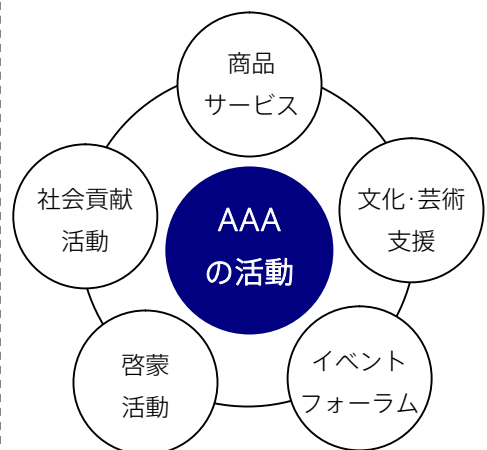 商品
サービス
社会貢献
活動
文化・芸術
支援
AAA
の活動
啓蒙
活動
イベント
フォーラム